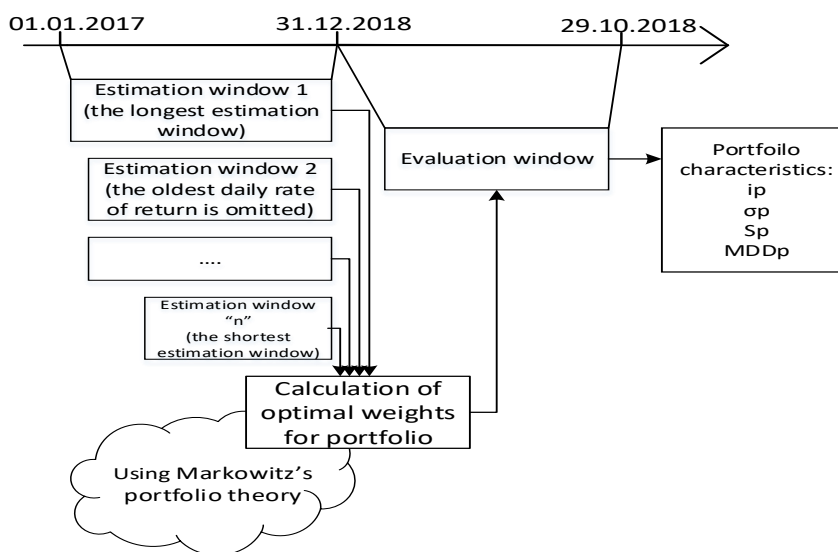 01.01.2017 31.12.2018 29.10.2018
Estimation window 1
(the longest estimation
window)
Estimation window 2
(the oldest daily rate
of return is omitted)
....
Estimation window
“n”
(the shortest
estimation window)
Evaluation window
Portfoilo
characteristics:
ip
σp
Sp
MDDp
Calculation of
optimal weights
for portfolio
Using Markowitz’s
portfolio theory